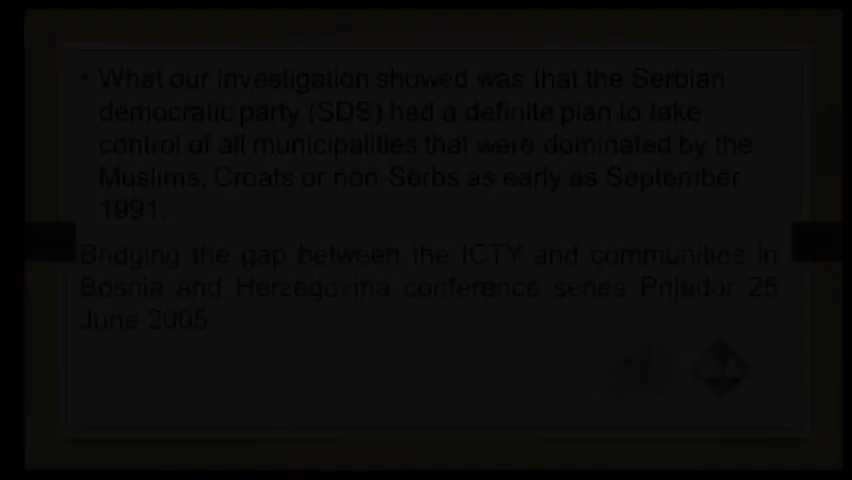 • What our investigation showed was that the Serbian
democratic party (SDS) had a definite plan to take
control of all municipalities that were dominated by the
Muslims, Croats or non-Serbs as early as September
1991.
Bridging the gap between the ICTY and communities in
Bosnia and Herzegovina conference series Prijedor 25
June 2005